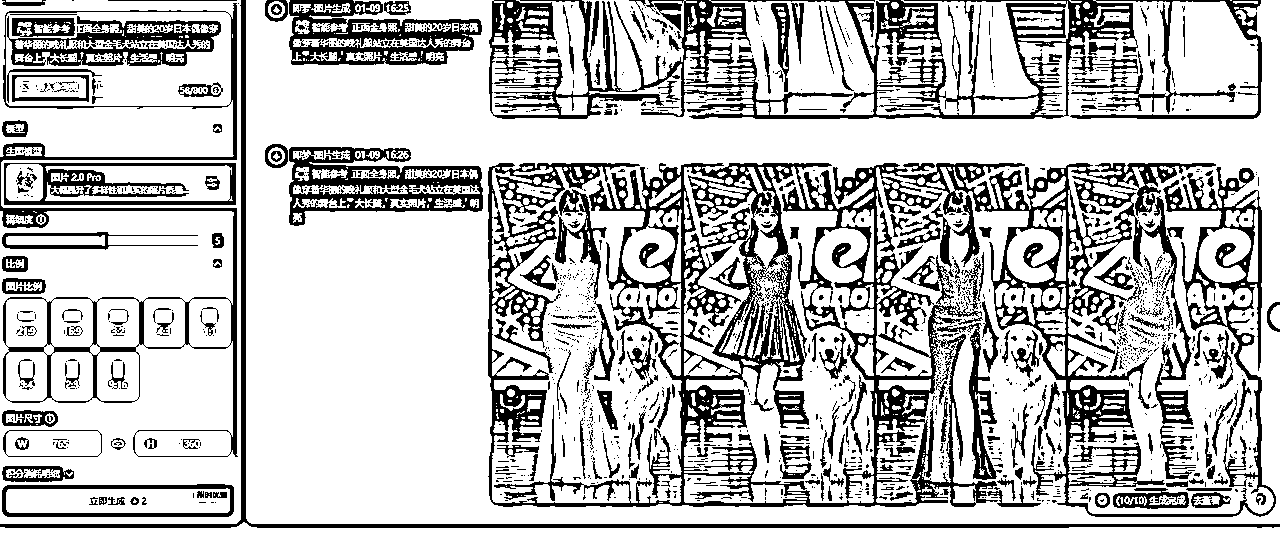 智能参考 正面全身照，甜美的20岁日本偶像穿
着华丽的晚礼服和大型金毛犬站立在英国达人秀的
舞台上，大长腿，真实照片，生活感，明亮
58/800
模型
生图模型
图片 2.0 Pro
大幅提升了多样性和真实的照片质感
精细度
5
比例
图片比例
21:9 16:9 3:2 4:3 1:1
3:4 2:3 9:16
图片尺寸
W 765 H 1360
积分消耗明细
立即生成 2
即梦·图片生成 01-09 16:25
智能参考 正面全身照，甜美的20岁日本偶
像穿着华丽的晚礼服站立在英国达人秀的舞台
上，大长腿，真实照片，生活感，明亮
即梦·图片生成 01-09 16:26
智能参考 正面全身照，甜美的20岁日本偶
像穿着华丽的晚礼服和大型金毛犬站立在英国达
人秀的舞台上，大长腿，真实照片，生活感，明
亮
(10/10) 生成完成 去查看